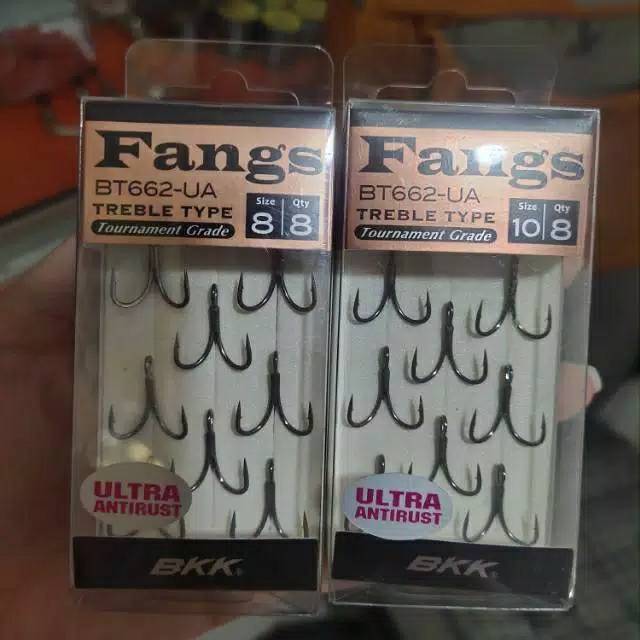 Fangs
BT662-UA
TREBLE TYPE
Tournament Grade
Size Qty
8 8
ULTRA
ANTIRUST
BKK
Fangs
BT662-UA
TREBLE TYPE
Tournament Grade
Size Qty
10 8
ULTRA
ANTIRUST
BKK